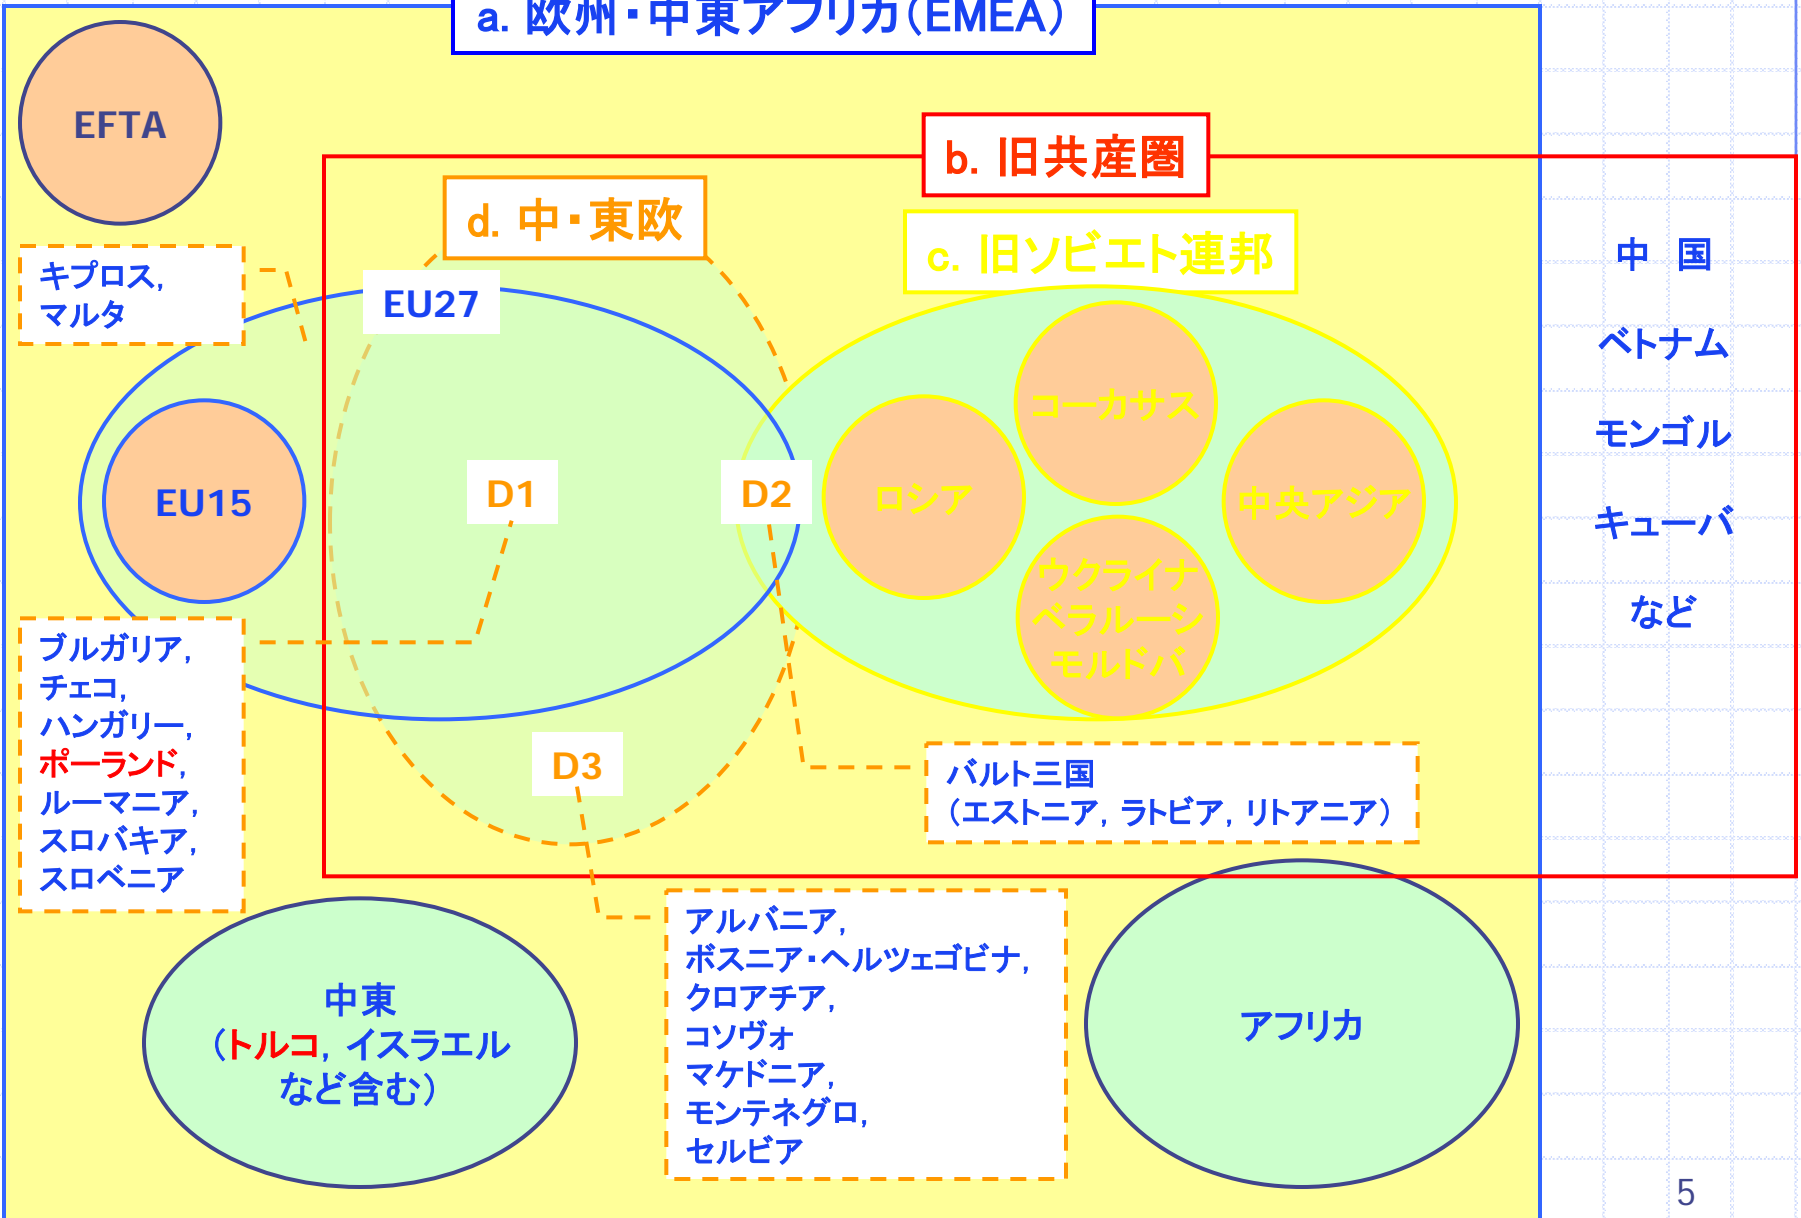 a. 欧州・中東アフリカ(EMEA)
EFTA
b. 旧共産圏
d. 中・東欧
c. 旧ソビエト連邦
キプロス,
マルタ
EU27
中 国
ベトナム
モンゴル
キューバ
など
EU15
D1
D2
ロシア
コーカサス
中央アジア
ウクライナ
ベラルーシ
モルドバ
ブルガリア,
チェコ,
ハンガリー,
ポーランド,
ルーマニア,
スロバキア,
スロベニア
D3
バルト三国
(エストニア, ラトビア, リトアニア)
中東
(トルコ, イスラエル
など含む)
アルバニア,
ボスニア・ヘルツェゴビナ,
クロアチア,
コソヴォ
マケドニア,
モンテネグロ,
セルビア
アフリカ
5